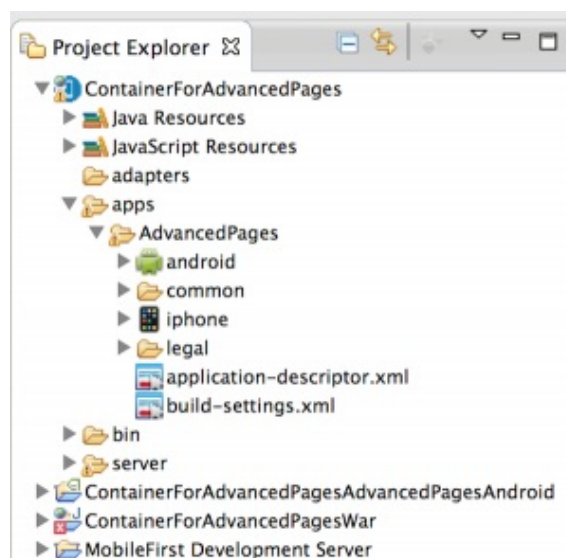 Project Explorer
ContainerForAdvancedPages
Java Resources
JavaScript Resources
adapters
apps
AdvancedPages
android
common
iphone
legal
application-descriptor.xml
build-settings.xml
bin
server
ContainerForAdvancedPagesAdvancedPagesAndroid
ContainerForAdvancedPagesWar
MobileFirst Development Server